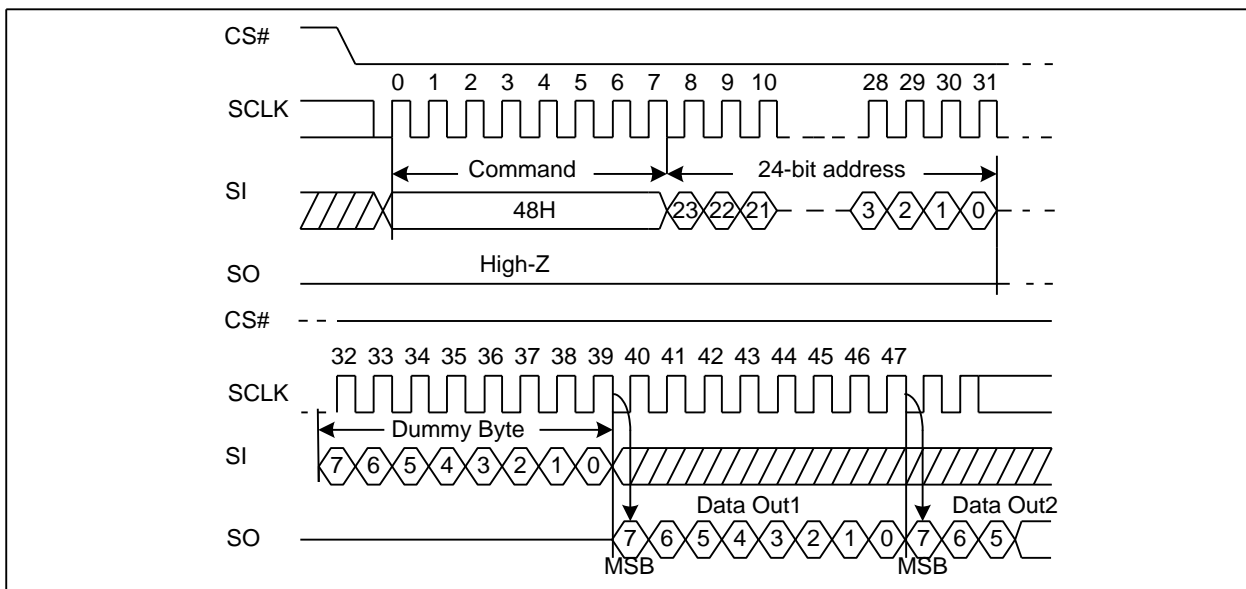 CS#
0 1 2 3 4 5 6 7 8 9 10 28 29 30 31
SCLK
Command 24-bit address
SI
48H 23 22 21 3 2 1 0
High-Z
SO
CS#
32 33 34 35 36 37 38 39 40 41 42 43 44 45 46 47
SCLK
Dummy Byte
SI
7 6 5 4 3 2 1 0
Data Out1 Data Out2
SO
7 6 5 4 3 2 1 0 7 6 5
MSB MSB